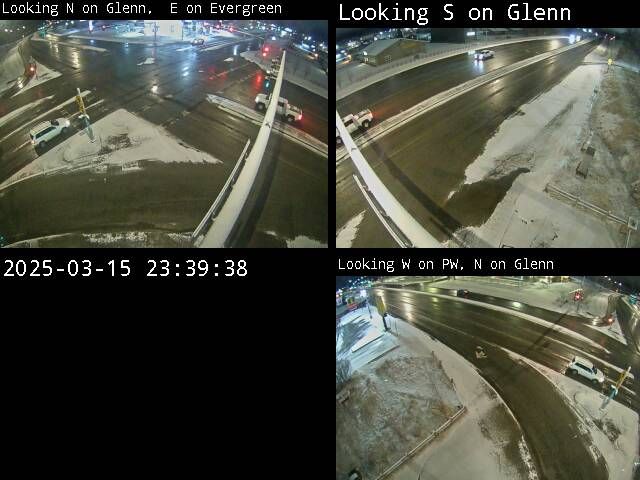 Looking N on Glenn,  E on Evergreen
Looking S on Glenn
2025-03-15 23:39:38
Looking W on PW, N on Glenn